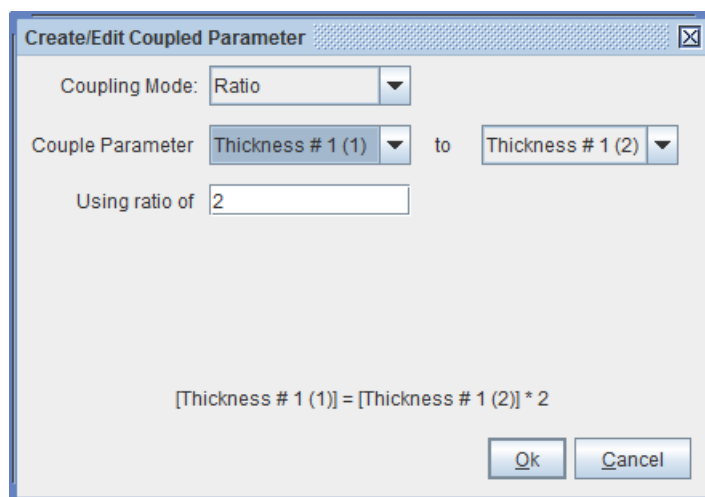 Create/Edit Coupled Parameter
Coupling Mode: Ratio
Couple Parameter Thickness # 1 (1) to Thickness # 1 (2)
Using ratio of 2
[Thickness # 1 (1)] = [Thickness # 1 (2)] * 2
Ok Cancel